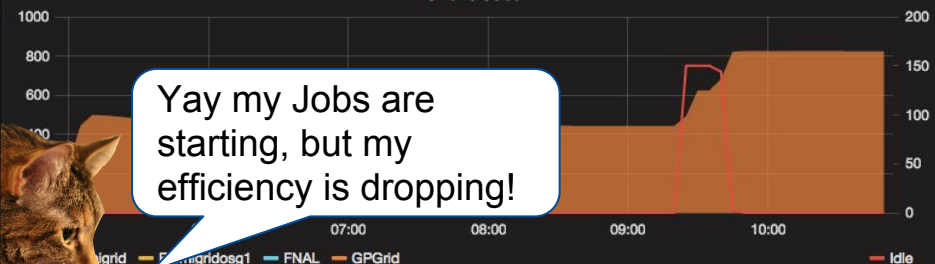 1000
200
800
150
600
100
Yay my Jobs are
starting, but my
efficiency is dropping!
50
0
07:00
08:00
09:00
10:00
FNAL
GPGrid
Idle